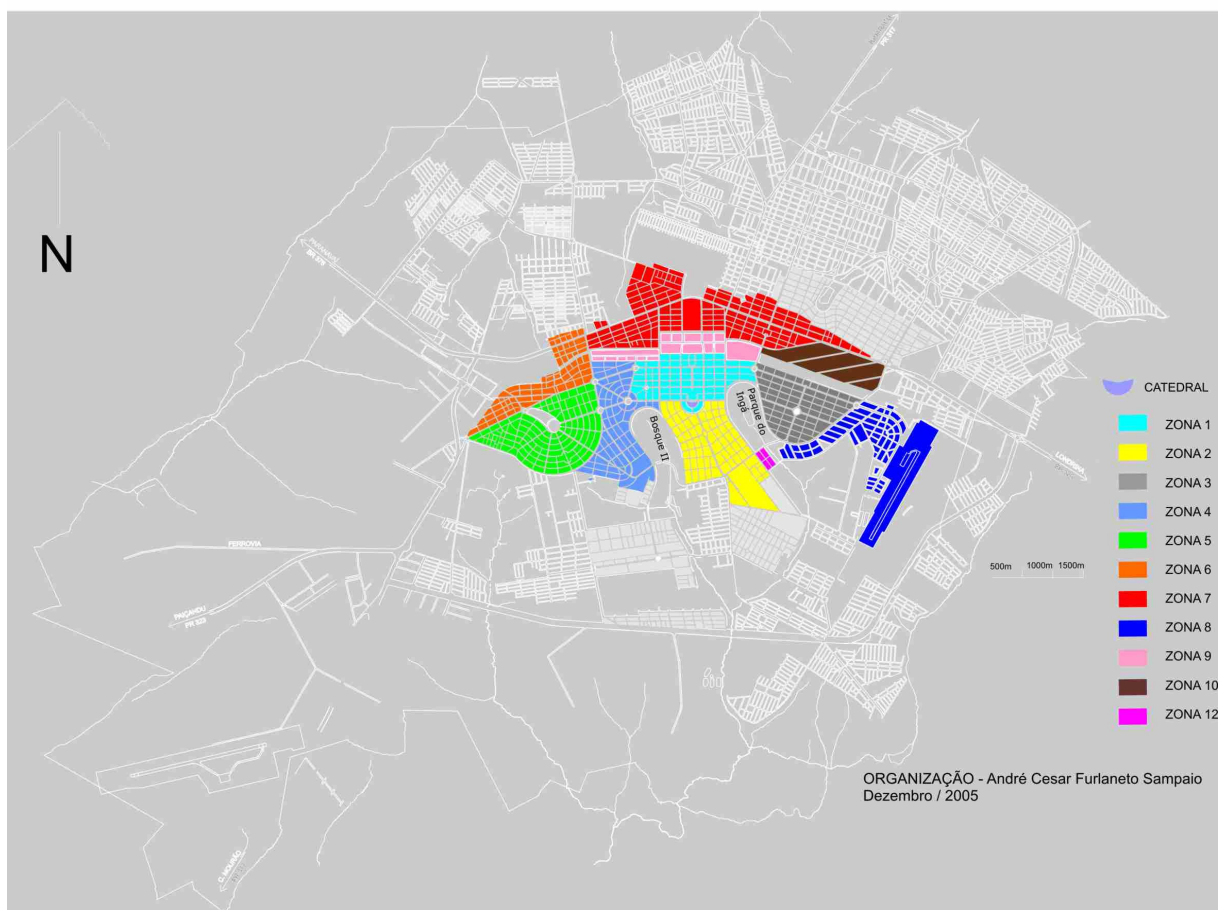 N
Bosque II
Parque do
Ingá
FERROVIA
PAIÇANDU
PR 323
C. MOURÃO
LONDRINA
500m 1000m 1500m
CATEDRAL
ZONA 1
ZONA 2
ZONA 3
ZONA 4
ZONA 5
ZONA 6
ZONA 7
ZONA 8
ZONA 9
ZONA 10
ZONA 12
ORGANIZAÇÃO - André Cesar Furlaneto Sampaio
Dezembro / 2005